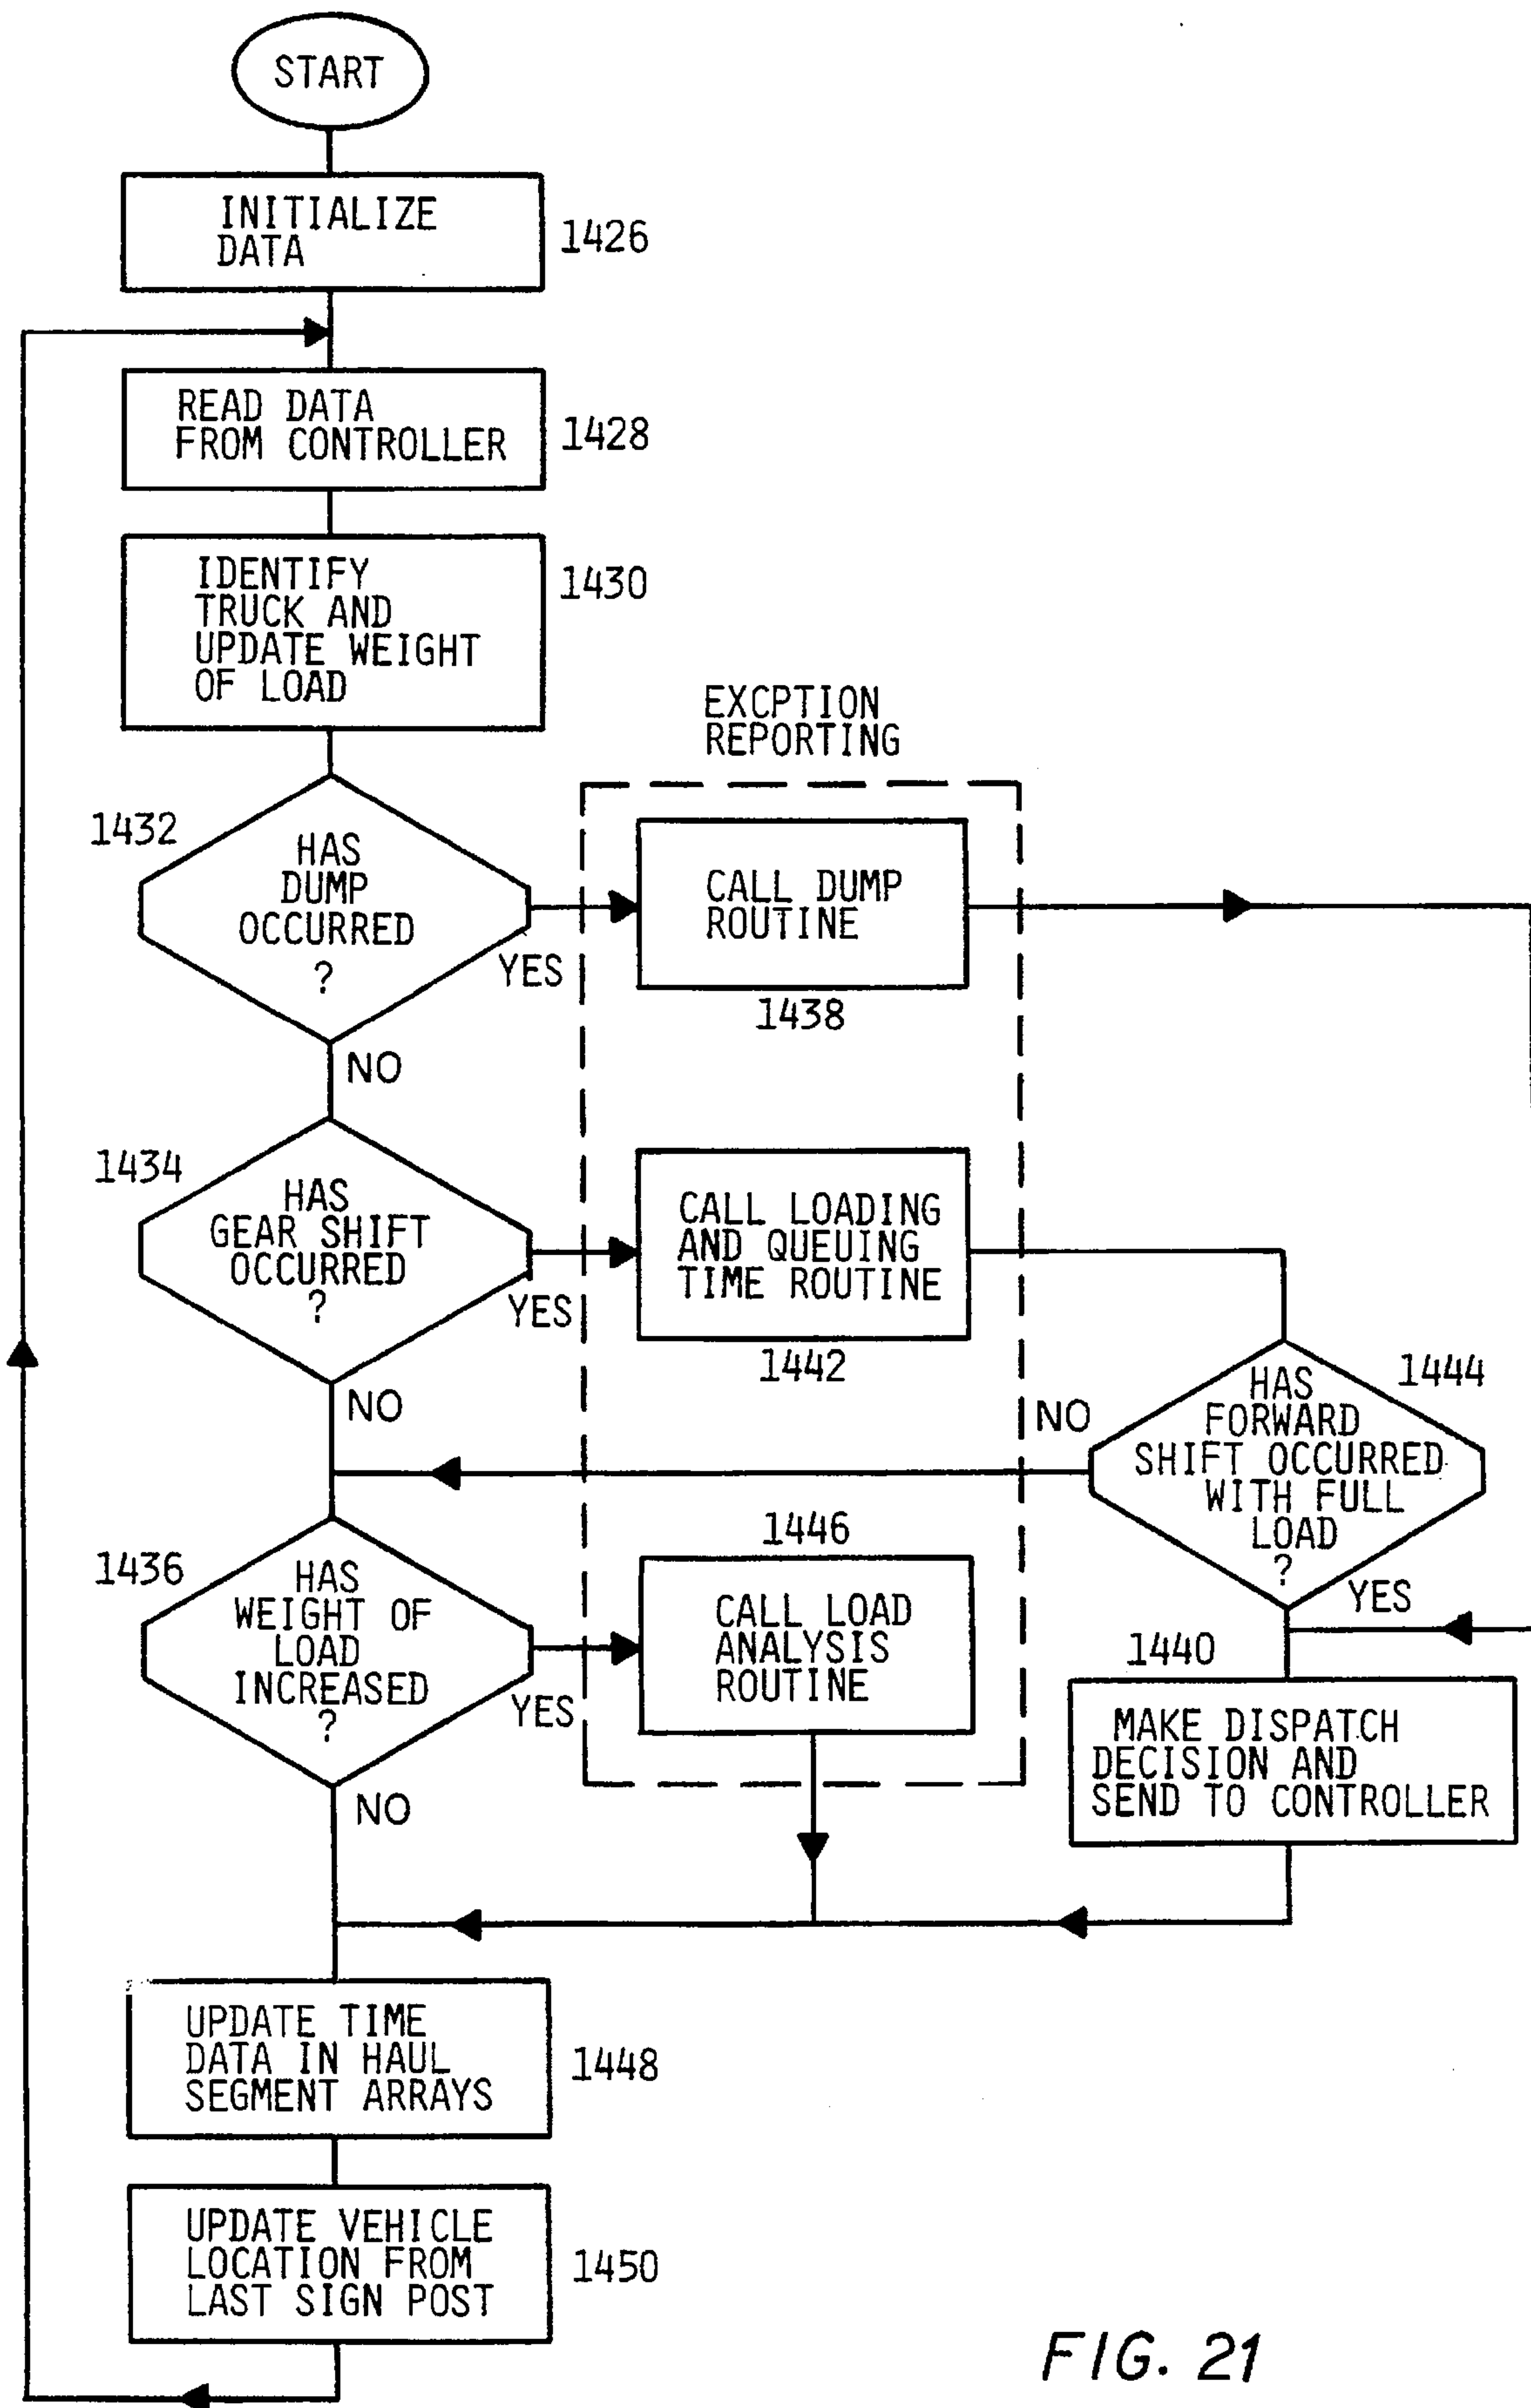 START
INITIALIZE
DATA
1426
READ DATA
FROM CONTROLLER
1428
IDENTIFY
TRUCK AND
UPDATE WEIGHT
OF LOAD
1430
EXCPTION
REPORTING
1432
HAS
DUMP
OCCURRED
?
YES
NO
CALL DUMP
ROUTINE
1438
1434
HAS
GEAR SHIFT
OCCURRED
?
YES
NO
CALL LOADING
AND QUEUING
TIME ROUTINE
1442
1444
HAS
FORWARD
SHIFT OCCURRED
WITH FULL
LOAD
?
NO
YES
1436
HAS
WEIGHT OF
LOAD
INCREASED
?
YES
NO
1446
CALL LOAD
ANALYSIS
ROUTINE
1440
MAKE DISPATCH
DECISION AND
SEND TO CONTROLLER
UPDATE TIME
DATA IN HAUL
SEGMENT ARRAYS
1448
UPDATE VEHICLE
LOCATION FROM
LAST SIGN POST
1450
FIG. 21